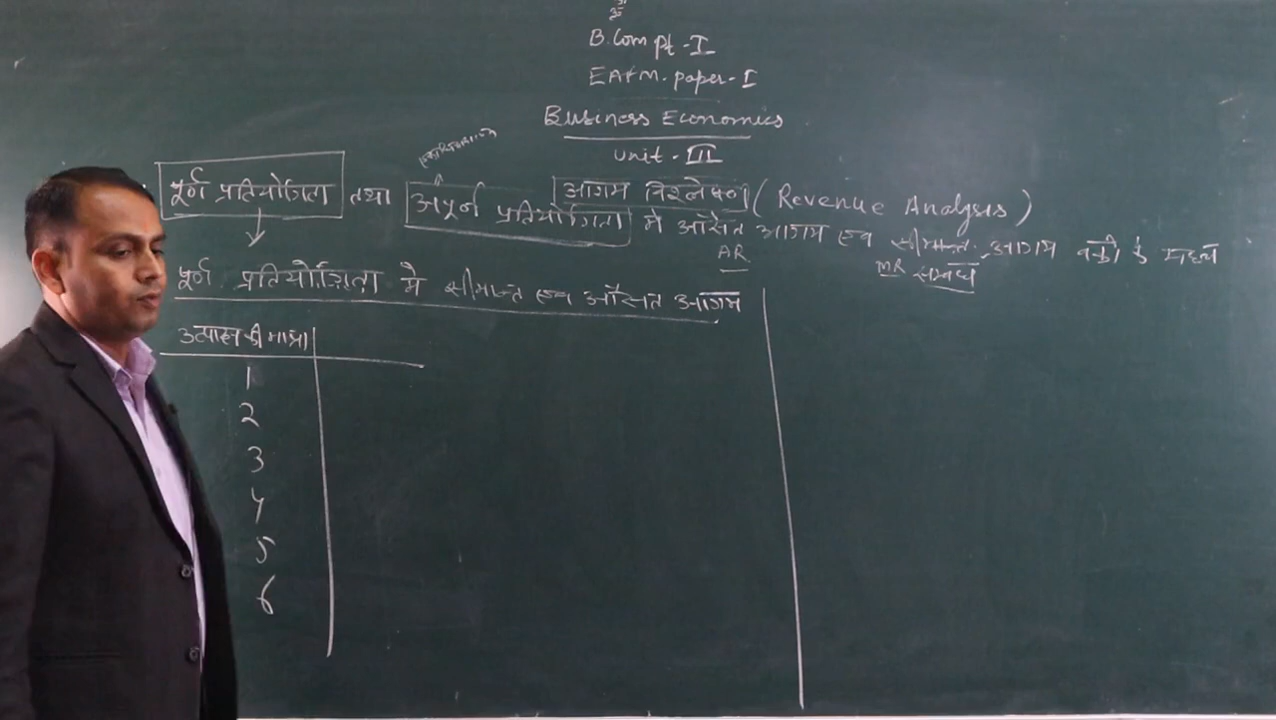 B.Com pt-I
EAFM. paper-I
Business Economics
unit-III
आगम विश्लेषण (Revenue Analysis)
पूर्ण प्रतियोगिता तथा अपूर्ण प्रतियोगिता मे औसत आगम एव सीमान्त आगम वक्रो के मध्य
AR
MR सम्बन्ध
पूर्ण प्रतियोगिता मे सीमान्त एव औसत आगम
उत्पादन की मात्रा
1
2
3
4
5
6